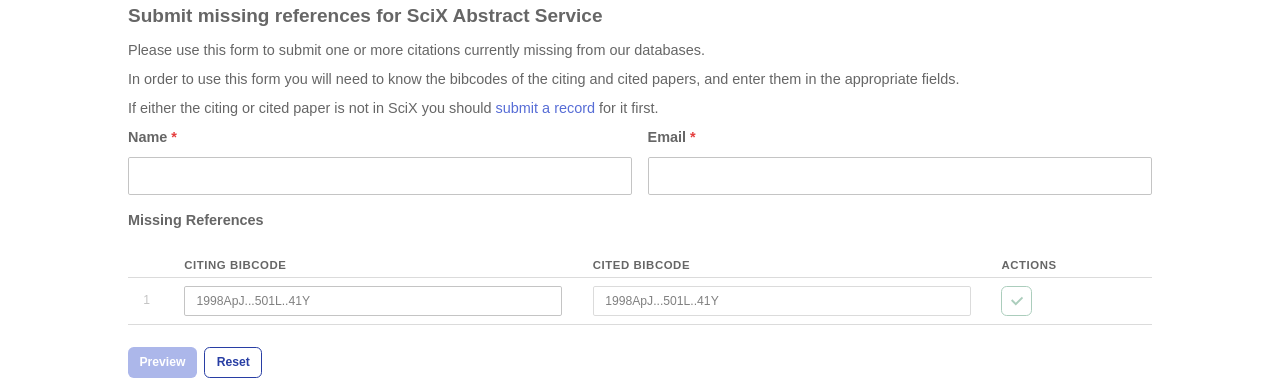 Submit missing references for SciX Abstract Service
Please use this form to submit one or more citations currently missing from our databases.
In order to use this form you will need to know the bibcodes of the citing and cited papers, and enter them in the appropriate fields.
If either the citing or cited paper is not in SciX you should submit a record for it first.
Name * Email *
Missing References
CITING BIBCODE CITED BIBCODE ACTIONS
1 1998ApJ...501L..41Y 1998ApJ...501L..41Y
Preview Reset